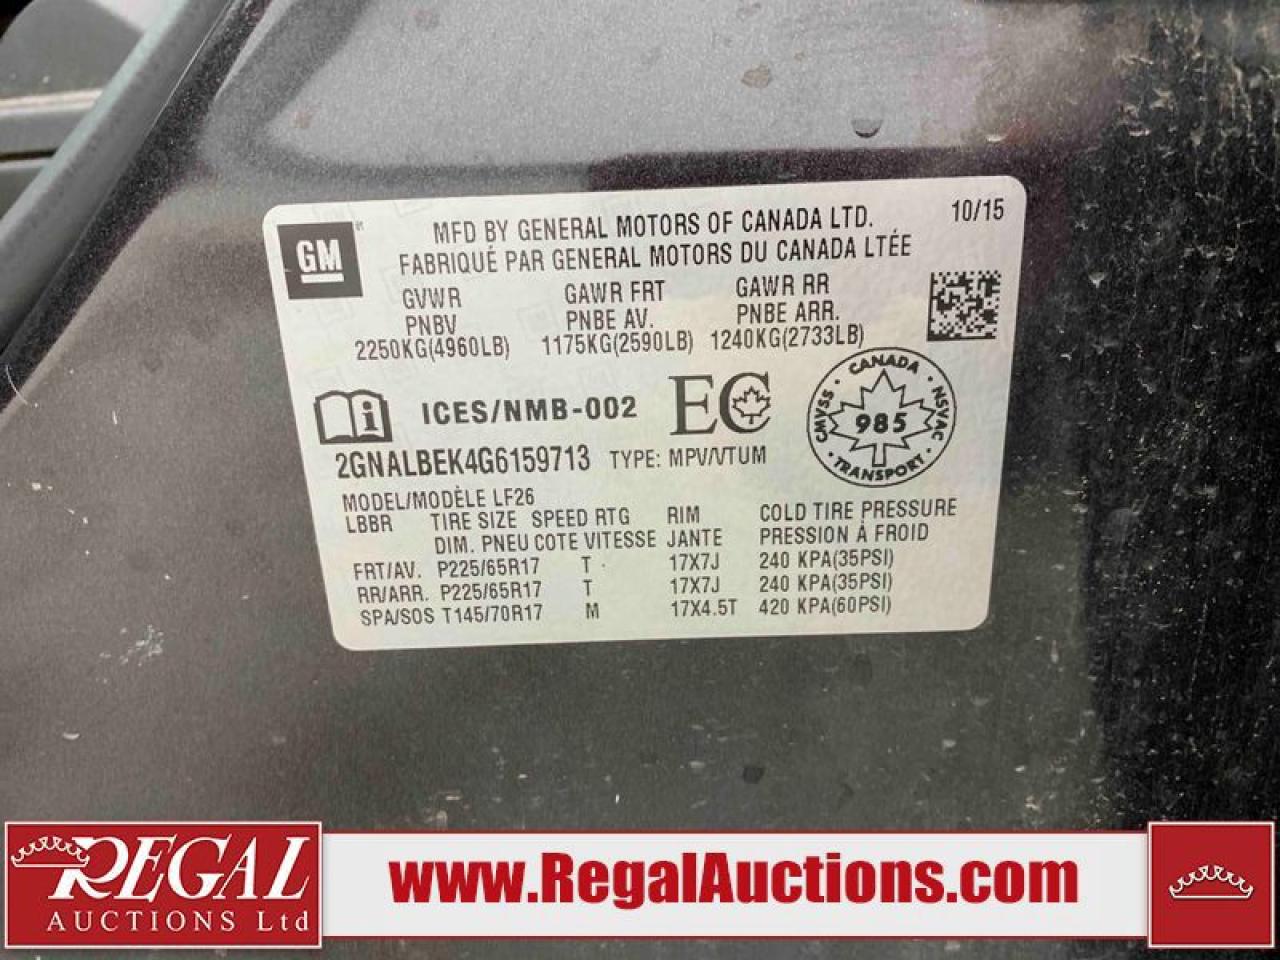 GM
MFD BY GENERAL MOTORS OF CANADA LTD. 10/15
FABRIQUÉ PAR GENERAL MOTORS DU CANADA LTÉE
GVWR GAWR FRT GAWR RR
PNBV PNBE AV. PNBE ARR.
2250KG(4960LB) 1175KG(2590LB) 1240KG(2733LB)
i ICES/NMB-002 EC
CANADA
CMVSS 985 NSVAC
TRANSPORT
2GNALBEK4G6159713 TYPE: MPV/VTUM
MODEL/MODÈLE LF26
LBBR TIRE SIZE SPEED RTG RIM COLD TIRE PRESSURE
DIM. PNEU COTE VITESSE JANTE PRESSION À FROID
FRT/AV. P225/65R17 T 17X7J 240 KPA(35PSI)
RR/ARR. P225/65R17 T 17X7J 240 KPA(35PSI)
SPA/SOS T145/70R17 M 17X4.5T 420 KPA(60PSI)
REGAL
AUCTIONS Ltd
www.RegalAuctions.com